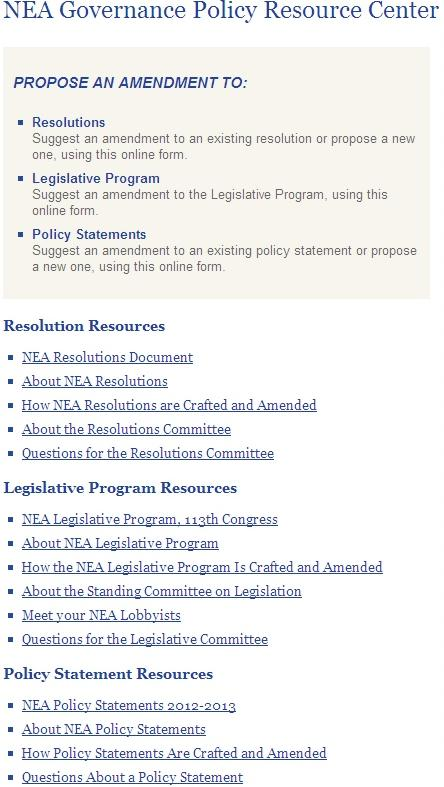 NEA Governance Policy Resource Center
PROPOSE AN AMENDMENT TO:
Resolutions
Suggest an amendment to an existing resolution or propose a new
one, using this online form.
Legislative Program
Suggest an amendment to the Legislative Program, using this
online form.
Policy Statements
Suggest an amendment to an existing policy statement or propose
a new one, using this online form.
Resolution Resources
NEA Resolutions Document
About NEA Resolutions
How NEA Resolutions are Crafted and Amended
About the Resolutions Committee
Questions for the Resolutions Committee
Legislative Program Resources
NEA Legislative Program, 113th Congress
About NEA Legislative Program
How the NEA Legislative Program Is Crafted and Amended
About the Standing Committee on Legislation
Meet your NEA Lobbyists
Questions for the Legislative Committee
Policy Statement Resources
NEA Policy Statements 2012-2013
About NEA Policy Statements
How Policy Statements Are Crafted and Amended
Questions About a Policy Statement